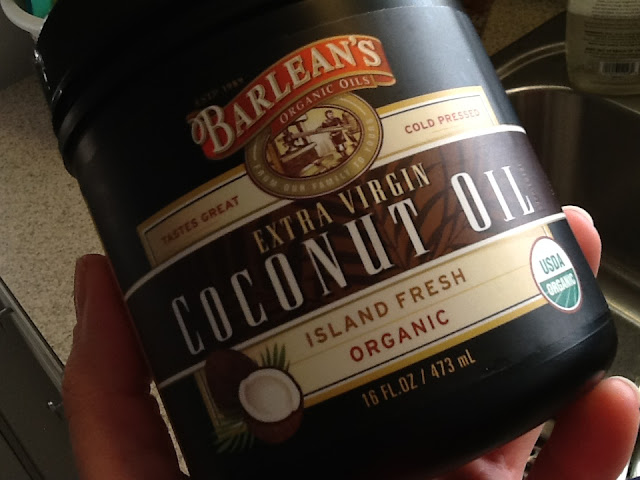 ESTD 1989
BARLEAN'S
ORGANIC OILS
TASTES GREAT
COLD PRESSED
EXTRA VIRGIN
COCONUT OIL
ISLAND FRESH
ORGANIC
USDA
ORGANIC
16 FL.OZ / 473 mL